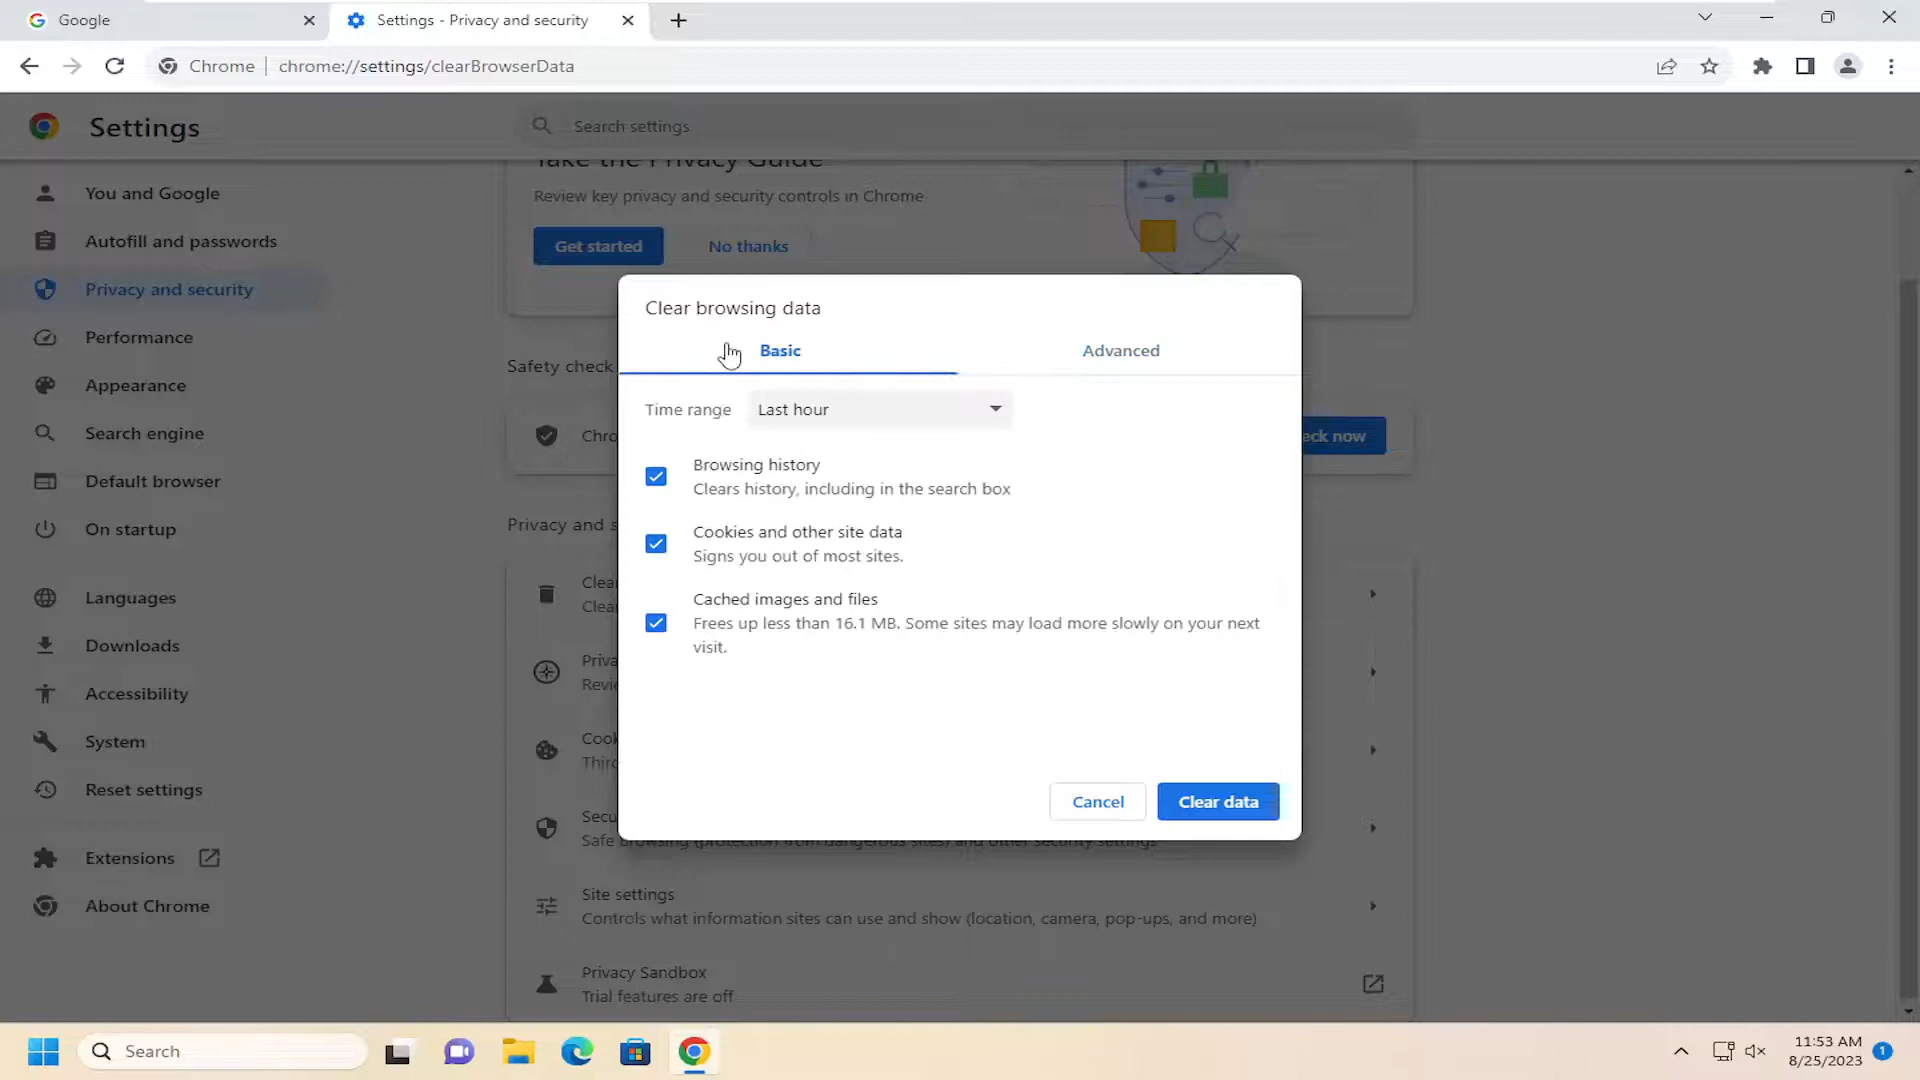 Google
Settings - Privacy and security
Chrome
chrome://settings/clearBrowserData
Settings
Search settings
You and Google
Autofill and passwords
Privacy and security
Performance
Appearance
Search engine
Default browser
On startup
Languages
Downloads
Accessibility
System
Reset settings
Extensions
About Chrome
Take the Privacy Guide
Review key privacy and security controls in Chrome
Get started
No thanks
Safety check
Chro
eck now
Privacy and s
Clear
Clear
Priva
Revie
Cook
Third
Secu
Safe Browsing (protection from dangerous sites) and other security settings
Site settings
Controls what information sites can use and show (location, camera, pop-ups, and more)
Privacy Sandbox
Trial features are off
Clear browsing data
Basic
Advanced
Time range
Last hour
Browsing history
Clears history, including in the search box
Cookies and other site data
Signs you out of most sites.
Cached images and files
Frees up less than 16.1 MB. Some sites may load more slowly on your next
visit.
Cancel
Clear data
Search
11:53 AM
8/25/2023
1